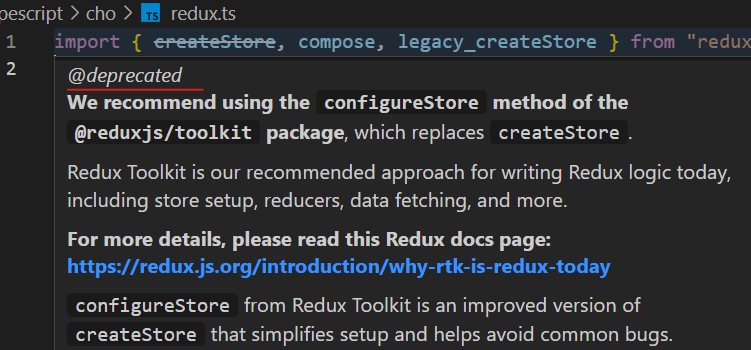 pescript > cho > TS redux.ts
1 import { createStore, compose, legacy_createStore } from "redux
2
@deprecated
We recommend using the configureStore method of the
@reduxjs/toolkit package, which replaces createStore.
Redux Toolkit is our recommended approach for writing Redux logic today,
including store setup, reducers, data fetching, and more.
For more details, please read this Redux docs page:
https://redux.js.org/introduction/why-rtk-is-redux-today
configureStore from Redux Toolkit is an improved version of
createStore that simplifies setup and helps avoid common bugs.